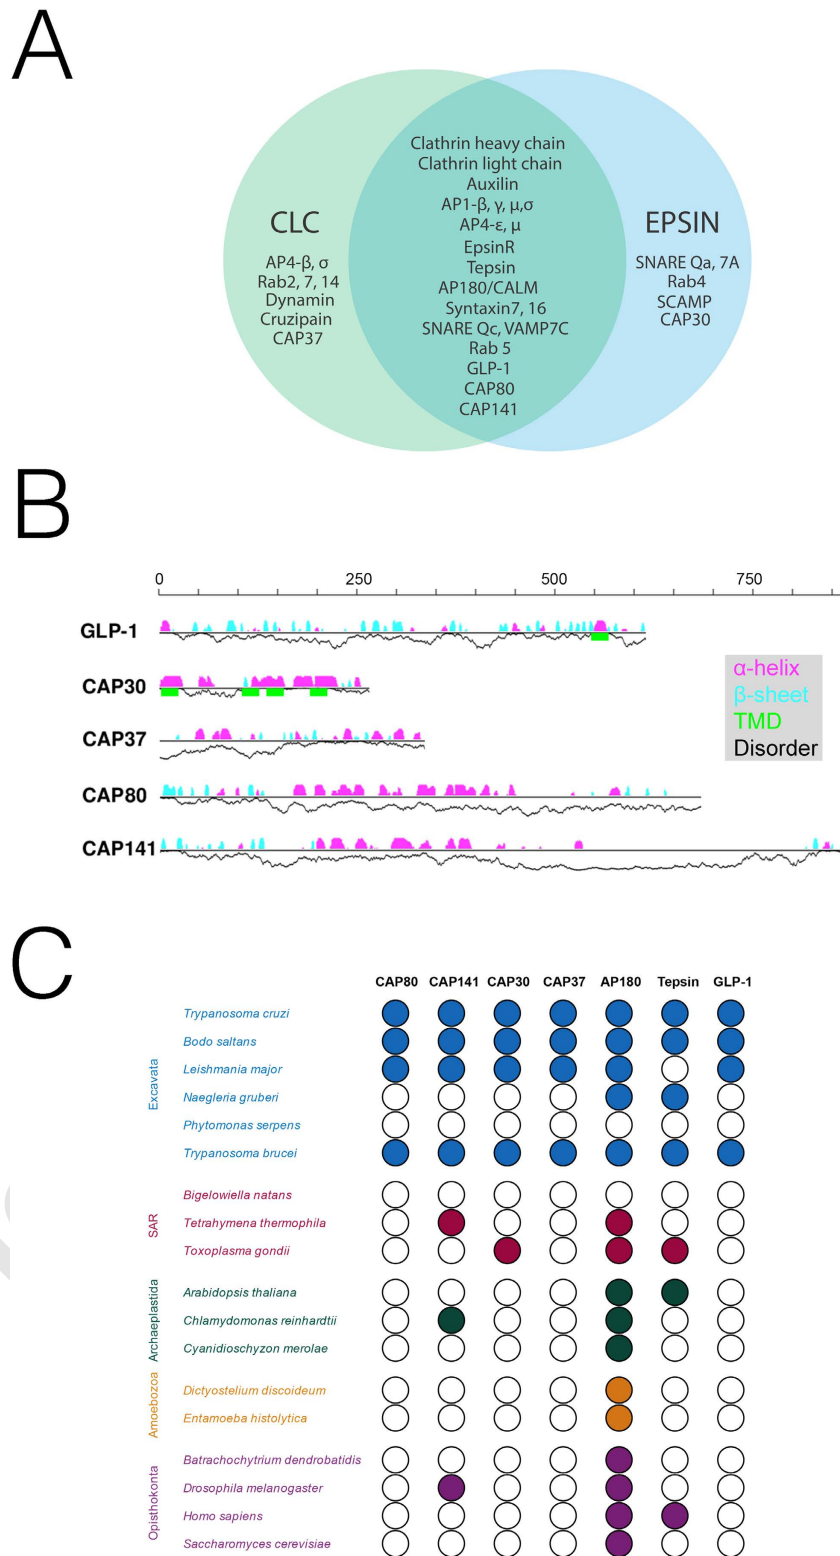 A
CLC
AP4-β, σ
Rab2, 7, 14
Dynamin
Cruzipain
CAP37
Clathrin heavy chain
Clathrin light chain
Auxilin
AP1-β, γ, μ,σ
AP4-ε, μ
EpsinR
Tepsin
AP180/CALM
Syntaxin7, 16
SNARE Qc, VAMP7C
Rab 5
GLP-1
CAP80
CAP141
EPSIN
SNARE Qa, 7A
Rab4
SCAMP
CAP30
B
0 250 500 750
GLP-1
CAP30
CAP37
CAP80
CAP141
α-helix
β-sheet
TMD
Disorder
C
CAP80 CAP141 CAP30 CAP37 AP180 Tepsin GLP-1
Excavata
Trypanosoma cruzi
Bodo saltans
Leishmania major
Naegleria gruberi
Phytomonas serpens
Trypanosoma brucei
SAR
Bigelowiella natans
Tetrahymena thermophila
Toxoplasma gondii
Archaeplastida
Arabidopsis thaliana
Chlamydomonas reinhardtii
Cyanidioschyzon merolae
Amoebozoa
Dictyostelium discoideum
Entamoeba histolytica
Opisthokonta
Batrachochytrium dendrobatidis
Drosophila melanogaster
Homo sapiens
Saccharomyces cerevisiae